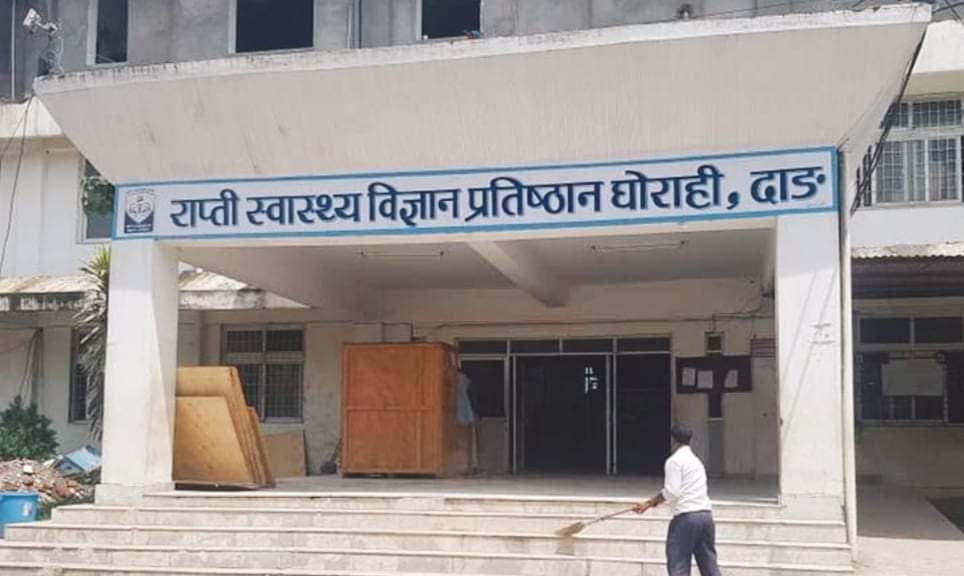 राप्ती स्वास्थ्य विज्ञान प्रतिष्ठान घोराही, दाङ